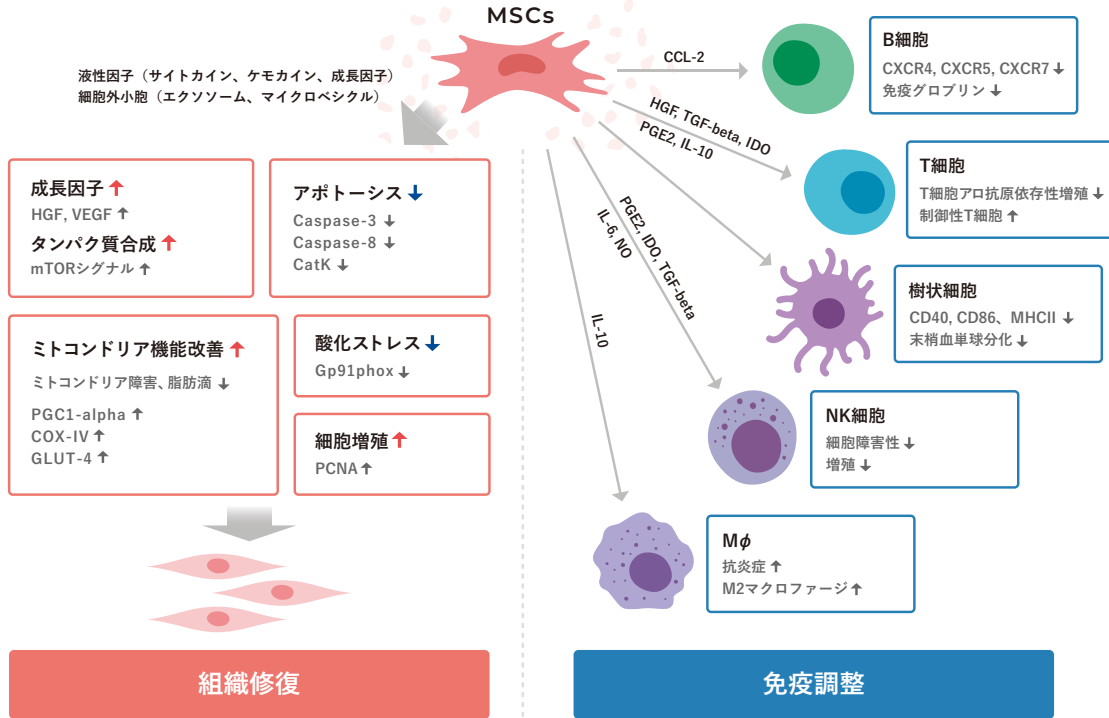 MSCs
液性因子（サイトカイン、ケモカイン、成長因子）
細胞外小胞（エクソソーム、マイクロベシクル）
成長因子 ↑
HGF, VEGF ↑
タンパク質合成 ↑
mTORシグナル ↑
アポトーシス ↓
Caspase-3 ↓
Caspase-8 ↓
CatK ↓
ミトコンドリア機能改善 ↑
ミトコンドリア障害、脂肪滴 ↓
PGC1-alpha ↑
COX-IV ↑
GLUT-4 ↑
酸化ストレス ↓
Gp91phox ↓
細胞増殖 ↑
PCNA ↑
組織修復
CCL-2
B細胞
CXCR4, CXCR5, CXCR7 ↓
免疫グロブリン ↓
HGF, TGF-beta, IDO
T細胞
T細胞アロ抗原依存性増殖 ↓
制御性T細胞 ↑
PGE2, IL-10
樹状細胞
CD40, CD86、MHCII ↓
末梢血単球分化 ↓
PGE2, IDO, TGF-beta
IL-6, NO
NK細胞
細胞障害性 ↓
増殖 ↓
IL-10
Mϕ
抗炎症 ↑
M2マクロファージ ↑
免疫調整